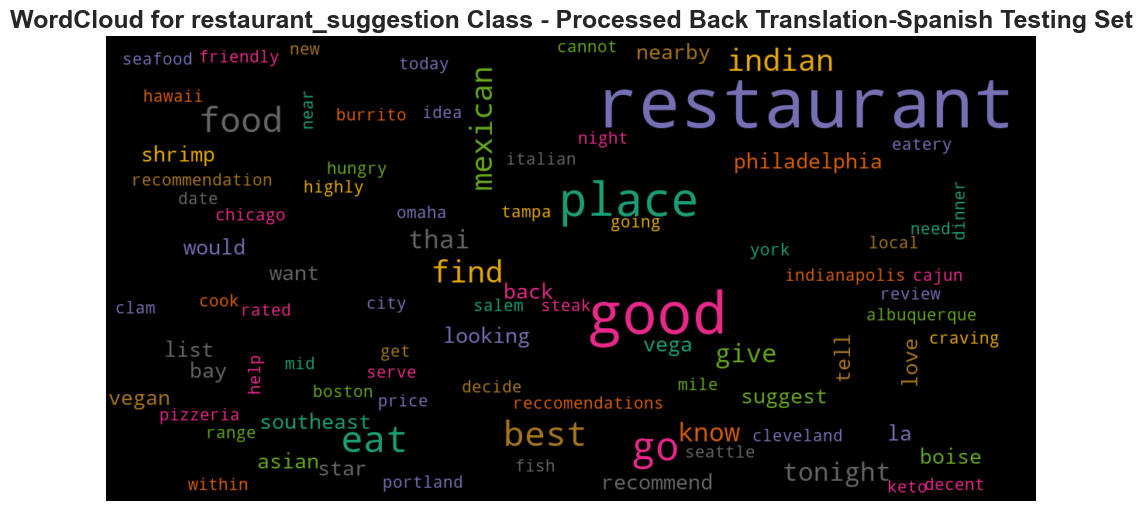 WordCloud for restaurant_suggestion Class - Processed Back Translation-Spanish Testing Set
seafood friendly new today cannot nearby indian
hawaii near burrito idea mexican restaurant
food night eatery
shrimp hungry italian philadelphia
recommendation highly
date chicago omaha tampa place going dinner
would thai york need local
want find back indianapolis cajun
clam cook rated city salem steak good review
albuquerque
list looking vega give tell love craving
bay help mid get serve
vegan boston price decide mile suggest
pizzeria reccomendations
range southeast eat best go know cleveland la
asian star fish seattle boise
within portland recommend tonight keto decent